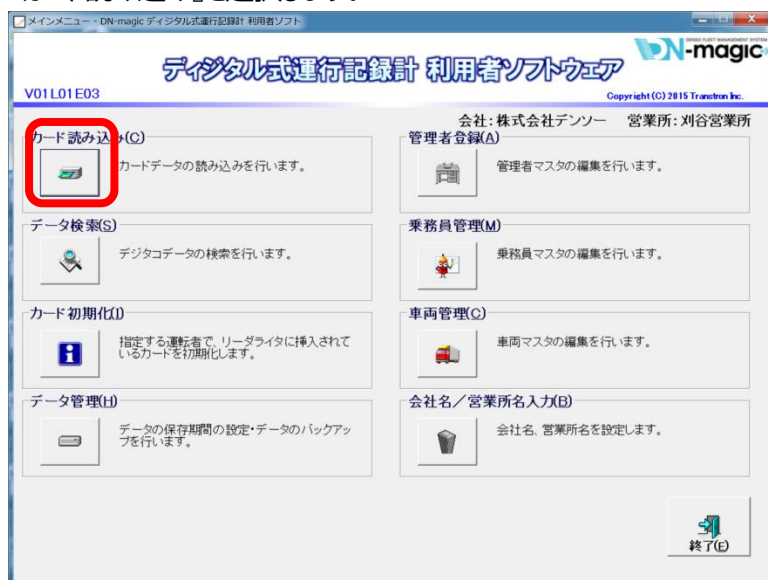 メインメニュー - DN-magic ディジタル式運行記録計 利用者ソフト
DN-magic
ディジタル式運行記録計 利用者ソフトウェア
V01L01E03
Copyright (C) 2015 Transtron Inc.
会社:株式会社デンソー 営業所:刈谷営業所
カード読み込み(C)
カードデータの読み込みを行います。
管理者登録(A)
管理者マスタの編集を行います。
データ検索(S)
デジタコデータの検索を行います。
乗務員管理(M)
乗務員マスタの編集を行います。
カード初期化(I)
指定する運転者で、リーダライタに挿入されて
いるカードを初期化します。
車両管理(C)
車両マスタの編集を行います。
データ管理(H)
データの保存期間の設定・データのバックアッ
プを行います。
会社名/営業所名入力(B)
会社名、営業所名を設定します。
終了(E)